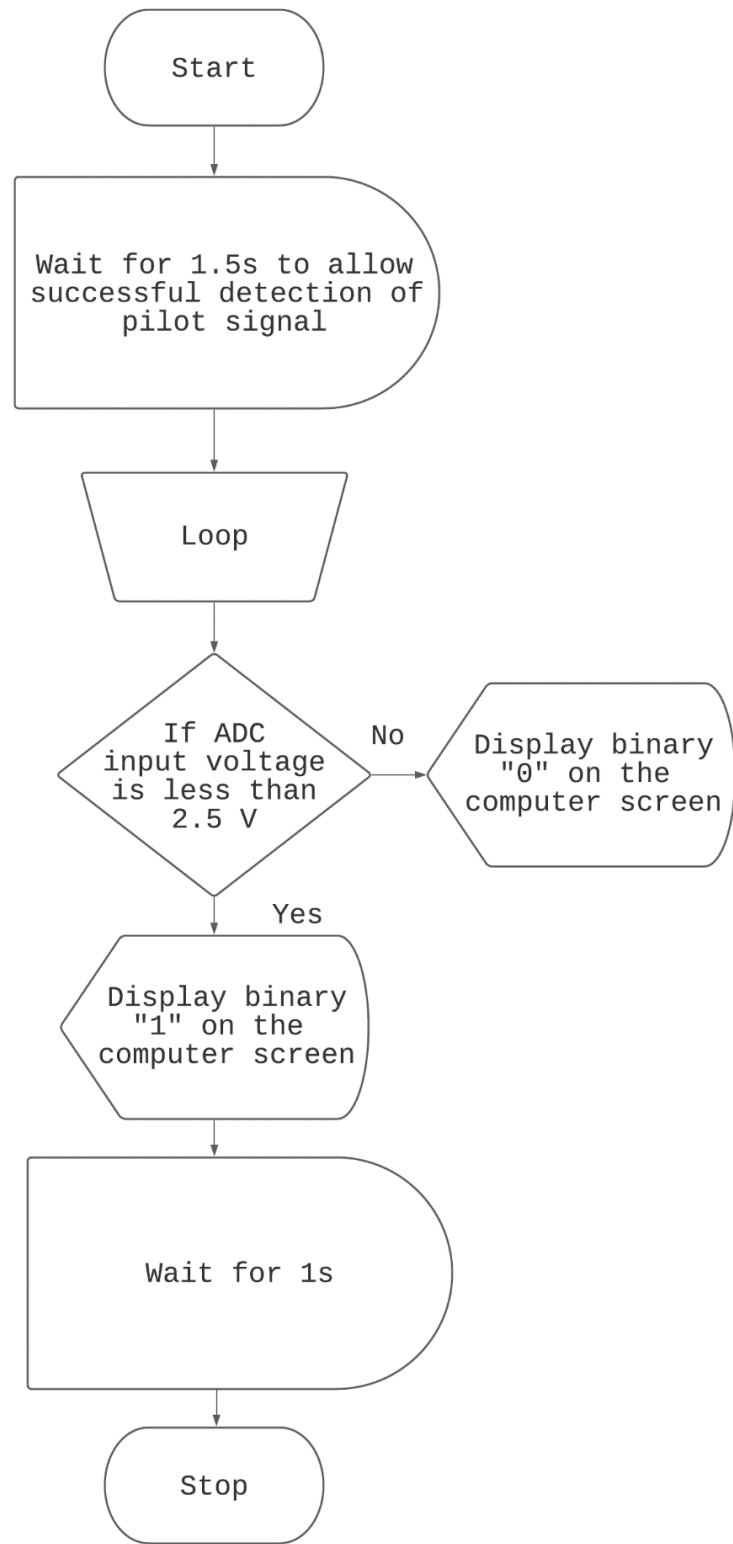 Start
Wait for 1.5s to allow
successful detection of
pilot signal
Loop
If ADC
input voltage
is less than
2.5 V
No
Display binary
"0" on the
computer screen
Yes
Display binary
"1" on the
computer screen
Wait for 1s
Stop